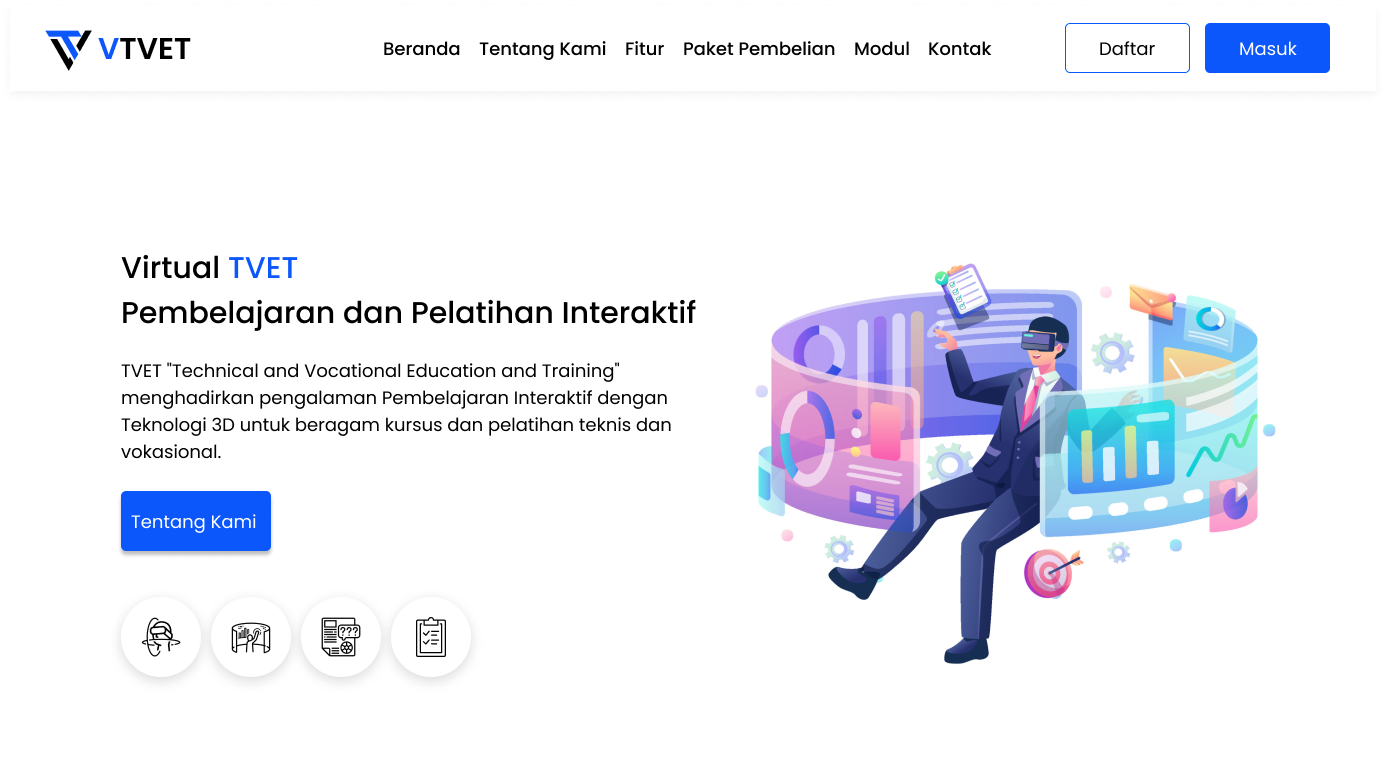 VTVET
Beranda Tentang Kami Fitur Paket Pembelian Modul Kontak Daftar Masuk
Virtual TVET
Pembelajaran dan Pelatihan Interaktif
TVET "Technical and Vocational Education and Training"
menghadirkan pengalaman Pembelajaran Interaktif dengan
Teknologi 3D untuk beragam kursus dan pelatihan teknis dan
vokasional.
Tentang Kami
???